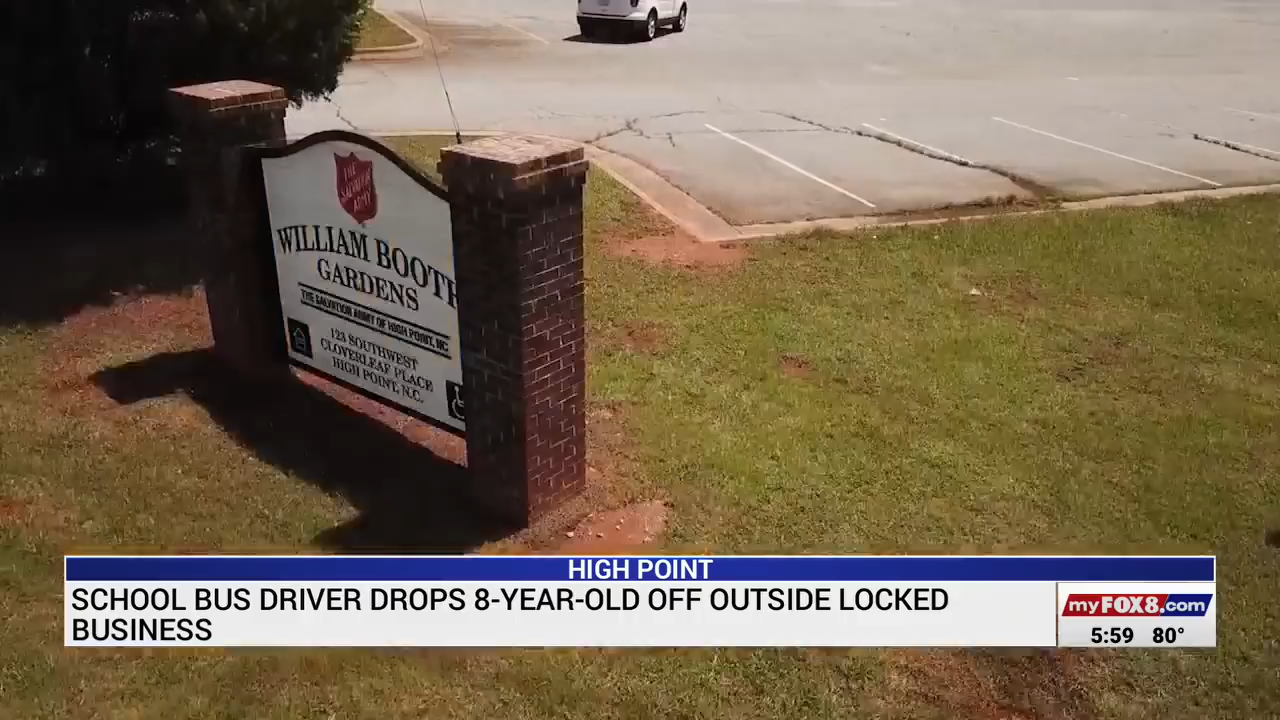 THE
SALVATION
ARMY
WILLIAM BOOTH
GARDENS
THE SALVATION ARMY OF HIGH POINT, NC
123 SOUTHWEST
CLOVERLEAF PLACE
HIGH POINT, N.C.
HIGH POINT
SCHOOL BUS DRIVER DROPS 8-YEAR-OLD OFF OUTSIDE LOCKED
BUSINESS
myFOX8.com
5:59 80°